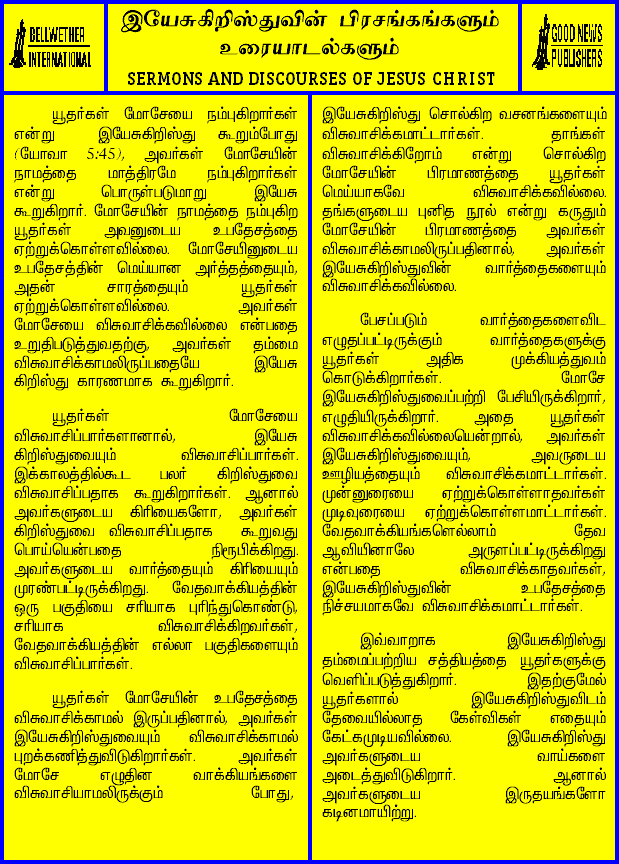 BELLWETHER
INTERNATIONAL
இயேசுகிறிஸ்துவின் பிரசங்கங்களும்
உரையாடல்களும்
SERMONS AND DISCOURSES OF JESUS CHRIST
GOOD NEWS
PUBLISHERS
யூதர்கள் மோசேயை நம்புகிறார்கள்
என்று இயேசுகிறிஸ்து கூறும்போது
(யோவா 5:45), அவர்கள் மோசேயின்
நாமத்தை மாத்திரமே நம்புகிறார்கள்
என்று பொருள்படுமாறு இயேசு
கூறுகிறார். மோசேயின் நாமத்தை நம்புகிற
யூதர்கள் அவனுடைய உபதேசத்தை
ஏற்றுக்கொள்ளவில்லை. மோசேயினுடைய
உபதேசத்தின் மெய்யான அர்த்தத்தையும்,
அதன் சாரத்தையும் யூதர்கள்
ஏற்றுக்கொள்ளவில்லை. அவர்கள்
மோசேயை விசுவாசிக்கவில்லை என்பதை
உறுதிபடுத்துவதற்கு, அவர்கள் தம்மை
விசுவாசிக்காமலிருப்பதையே இயேசு
கிறிஸ்து காரணமாக கூறுகிறார்.
யூதர்கள் மோசேயை
விசுவாசிப்பார்களானால், இயேசு
கிறிஸ்துவையும் விசுவாசிப்பார்கள்.
இக்காலத்தில்கூட பலர் கிறிஸ்துவை
விசுவாசிப்பதாக கூறுகிறார்கள். ஆனால்
அவர்களுடைய கிரியைகளோ, அவர்கள்
கிறிஸ்துவை விசுவாசிப்பதாக கூறுவது
பொய்யென்பதை நிரூபிக்கிறது.
அவர்களுடைய வார்த்தையும் கிரியையும்
முரண்பட்டிருக்கிறது. வேதவாக்கியத்தின்
ஒரு பகுதியை சரியாக புரிந்துகொண்டு,
சரியாக விசுவாசிக்கிறவர்கள்,
வேதவாக்கியத்தின் எல்லா பகுதிகளையும்
விசுவாசிப்பார்கள்.
யூதர்கள் மோசேயின் உபதேசத்தை
விசுவாசிக்காமல் இருப்பதினால், அவர்கள்
இயேசுகிறிஸ்துவையும் விசுவாசிக்காமல்
புறக்கணித்துவிடுகிறார்கள். அவர்கள்
மோசே எழுதின வாக்கியங்களை
விசுவாசியாமலிருக்கும் போது,
இயேசுகிறிஸ்து சொல்கிற வசனங்களையும்
விசுவாசிக்கமாட்டார்கள். தாங்கள்
விசுவாசிக்கிறோம் என்று சொல்கிற
மோசேயின் பிரமாணத்தை யூதர்கள்
மெய்யாகவே விசுவாசிக்கவில்லை.
தங்களுடைய புனித நூல் என்று கருதும்
மோசேயின் பிரமாணத்தை அவர்கள்
விசுவாசிக்காமலிருப்பதினால், அவர்கள்
இயேசுகிறிஸ்துவின் வார்த்தைகளையும்
விசுவாசிக்கவில்லை.
பேசப்படும் வார்த்தைகளைவிட
எழுதப்பட்டிருக்கும் வார்த்தைகளுக்கு
யூதர்கள் அதிக முக்கியத்துவம்
கொடுக்கிறார்கள். மோசே
இயேசுகிறிஸ்துவைப்பற்றி பேசியிருக்கிறார்,
எழுதியிருக்கிறார். அதை யூதர்கள்
விசுவாசிக்கவில்லையென்றால், அவர்கள்
இயேசுகிறிஸ்துவையும், அவருடைய
ஊழியத்தையும் விசுவாசிக்கமாட்டார்கள்.
முன்னுரையை ஏற்றுக்கொள்ளாதவர்கள்
முடிவுரையை ஏற்றுக்கொள்ளமாட்டார்கள்.
வேதவாக்கியங்களெல்லாம் தேவ
ஆவியினாலே அருளப்பட்டிருக்கிறது
என்பதை விசுவாசிக்காதவர்கள்,
இயேசுகிறிஸ்துவின் உபதேசத்தை
நிச்சயமாகவே விசுவாசிக்கமாட்டார்கள்.
இவ்வாறாக இயேசுகிறிஸ்து
தம்மைப்பற்றிய சத்தியத்தை யூதர்களுக்கு
வெளிப்படுத்துகிறார். இதற்குமேல்
யூதர்களால் இயேசுகிறிஸ்துவிடம்
தேவையில்லாத கேள்விகள் எதையும்
கேட்கமுடியவில்லை. இயேசுகிறிஸ்து
அவர்களுடைய வாய்களை
அடைத்துவிடுகிறார். ஆனால்
அவர்களுடைய இருதயங்களோ
கடினமாயிற்று.